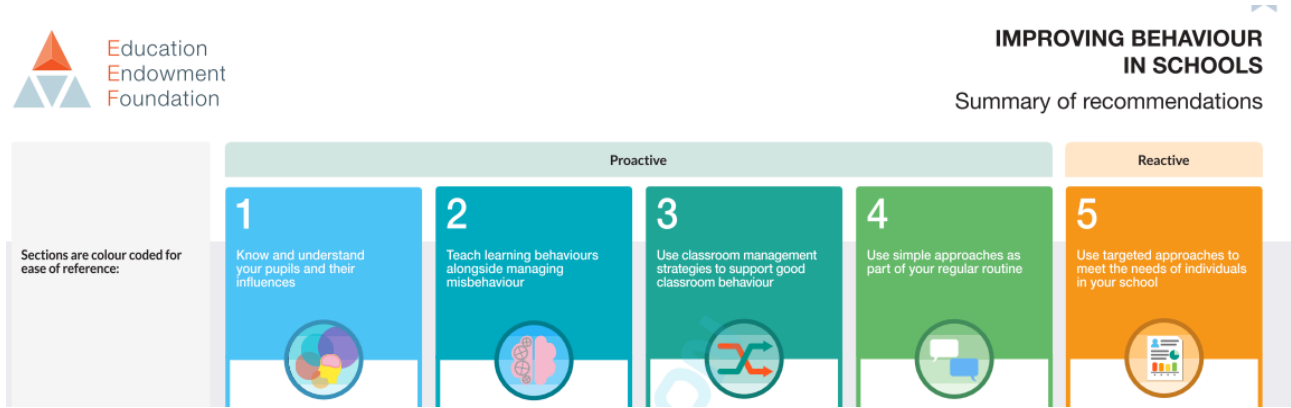 Education
Endowment
Foundation
IMPROVING BEHAVIOUR
IN SCHOOLS
Summary of recommendations
Proactive
Reactive
Sections are colour coded for
ease of reference:
1
Know and understand
your pupils and their
influences
2
Teach learning behaviours
alongside managing
misbehaviour
3
Use classroom management
strategies to support good
classroom behaviour
4
Use simple approaches as
part of your regular routine
5
Use targeted approaches to
meet the needs of individuals
in your school